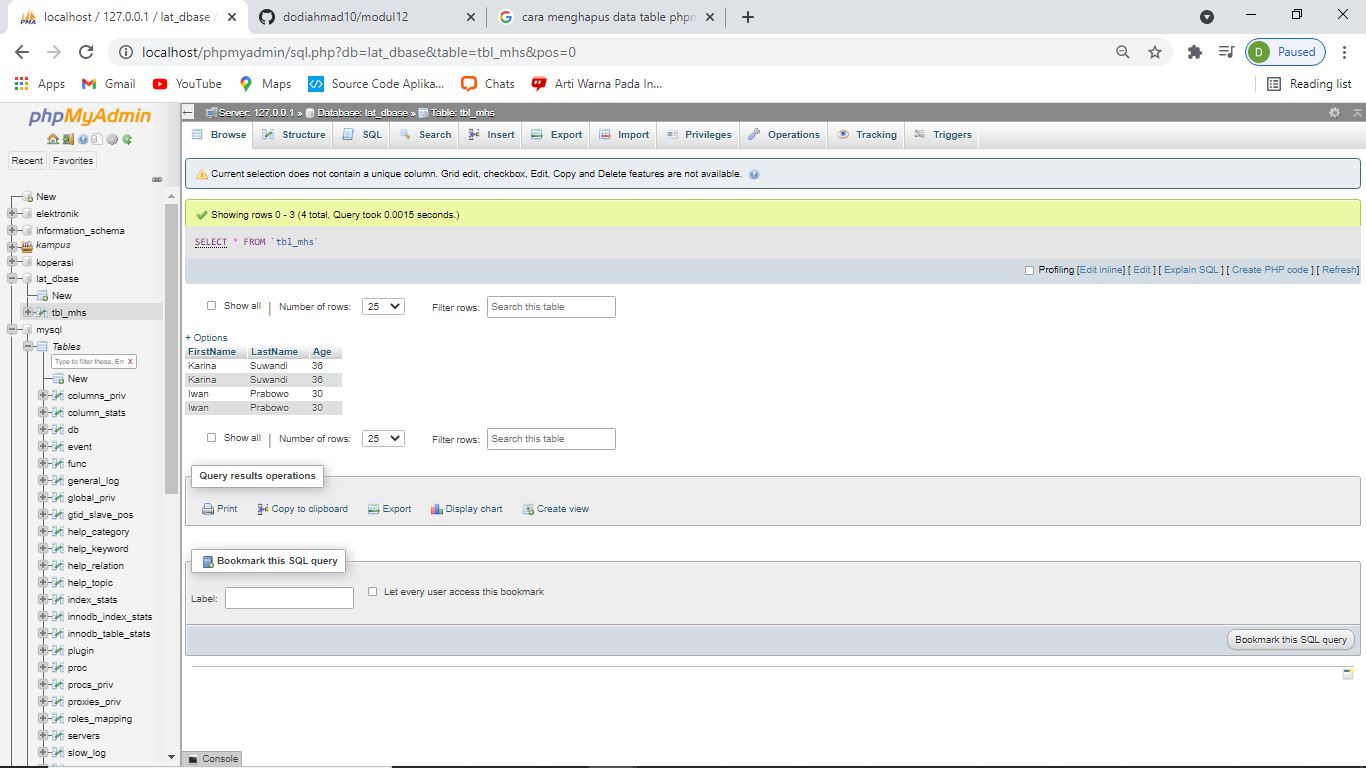 localhost / 127.0.0.1 / lat_dbase /
dodiahmad10/modul12
cara menghapus data table phpm
localhost/phpmyadmin/sql.php?db=lat_dbase&table=tbl_mhs&pos=0
D Paused
Apps Gmail YouTube Maps Source Code Aplika... Chats Arti Warna Pada In... Reading list
phpMyAdmin
Recent Favorites
New
elektronik
information_schema
kampus
koperasi
lat_dbase
New
tbl_mhs
mysql
Tables
Type to filter these, En X
New
columns_priv
column_stats
db
event
func
general_log
global_priv
gtid_slave_pos
help_category
help_keyword
help_relation
help_topic
index_stats
innodb_index_stats
innodb_table_stats
plugin
proc
procs_priv
proxies_priv
roles_mapping
servers
slow_log
Server: 127.0.0.1 » Database: lat_dbase » Table: tbl_mhs
Browse Structure SQL Search Insert Export Import Privileges Operations Tracking Triggers
Current selection does not contain a unique column. Grid edit, checkbox, Edit, Copy and Delete features are not available.
Showing rows 0 - 3 (4 total, Query took 0.0015 seconds.)
SELECT * FROM `tbl_mhs`
Profiling [Edit inline] [ Edit ] [ Explain SQL ] [ Create PHP code ] [ Refresh]
Show all | Number of rows: 25 Filter rows: Search this table
+ Options
FirstName LastName Age
Karina Suwandi 36
Karina Suwandi 36
Iwan Prabowo 30
Iwan Prabowo 30
Show all | Number of rows: 25 Filter rows: Search this table
Query results operations
Print Copy to clipboard Export Display chart Create view
Bookmark this SQL query
Label: Let every user access this bookmark
Bookmark this SQL query
Console